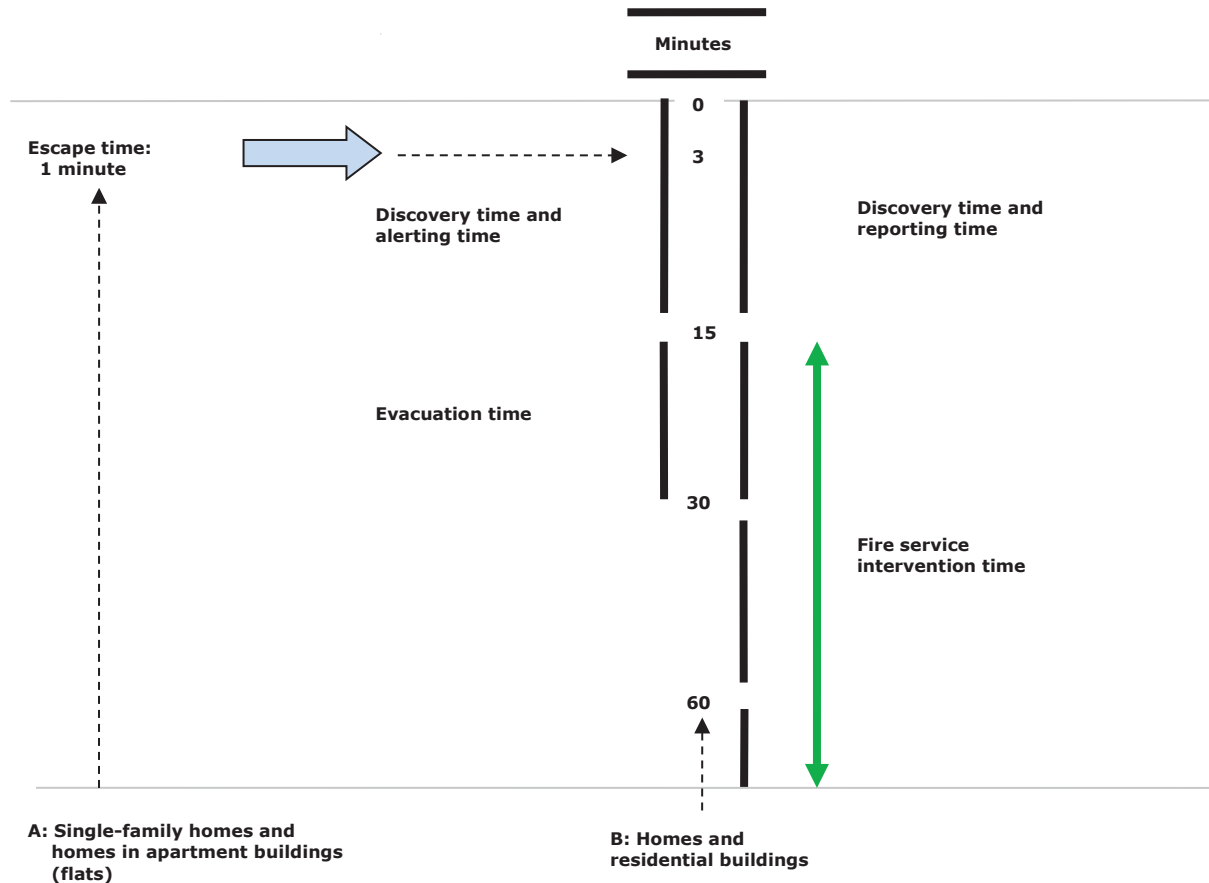 Minutes
0
Escape time:
1 minute
3
Discovery time and
alerting time
Discovery time and
reporting time
15
Evacuation time
30
Fire service
intervention time
60
A: Single-family homes and
homes in apartment buildings
(flats)
B: Homes and
residential buildings